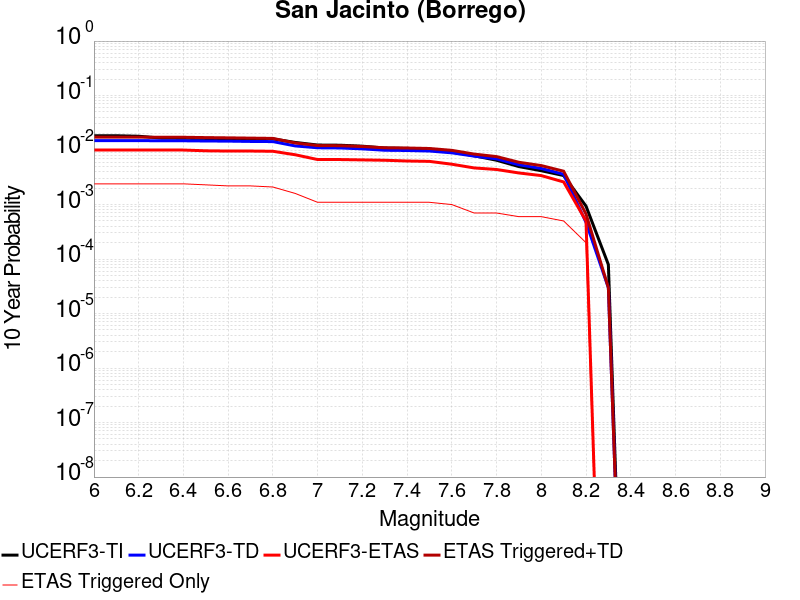 San Jacinto (Borrego)
10^0
10^-1
10^-2
10^-3
10^-4
10^-5
10^-6
10^-7
10^-8
10 Year Probability
6 6.2 6.4 6.6 6.8 7 7.2 7.4 7.6 7.8 8 8.2 8.4 8.6 8.8 9
Magnitude
UCERF3-TI UCERF3-TD UCERF3-ETAS ETAS Triggered+TD
ETAS Triggered Only